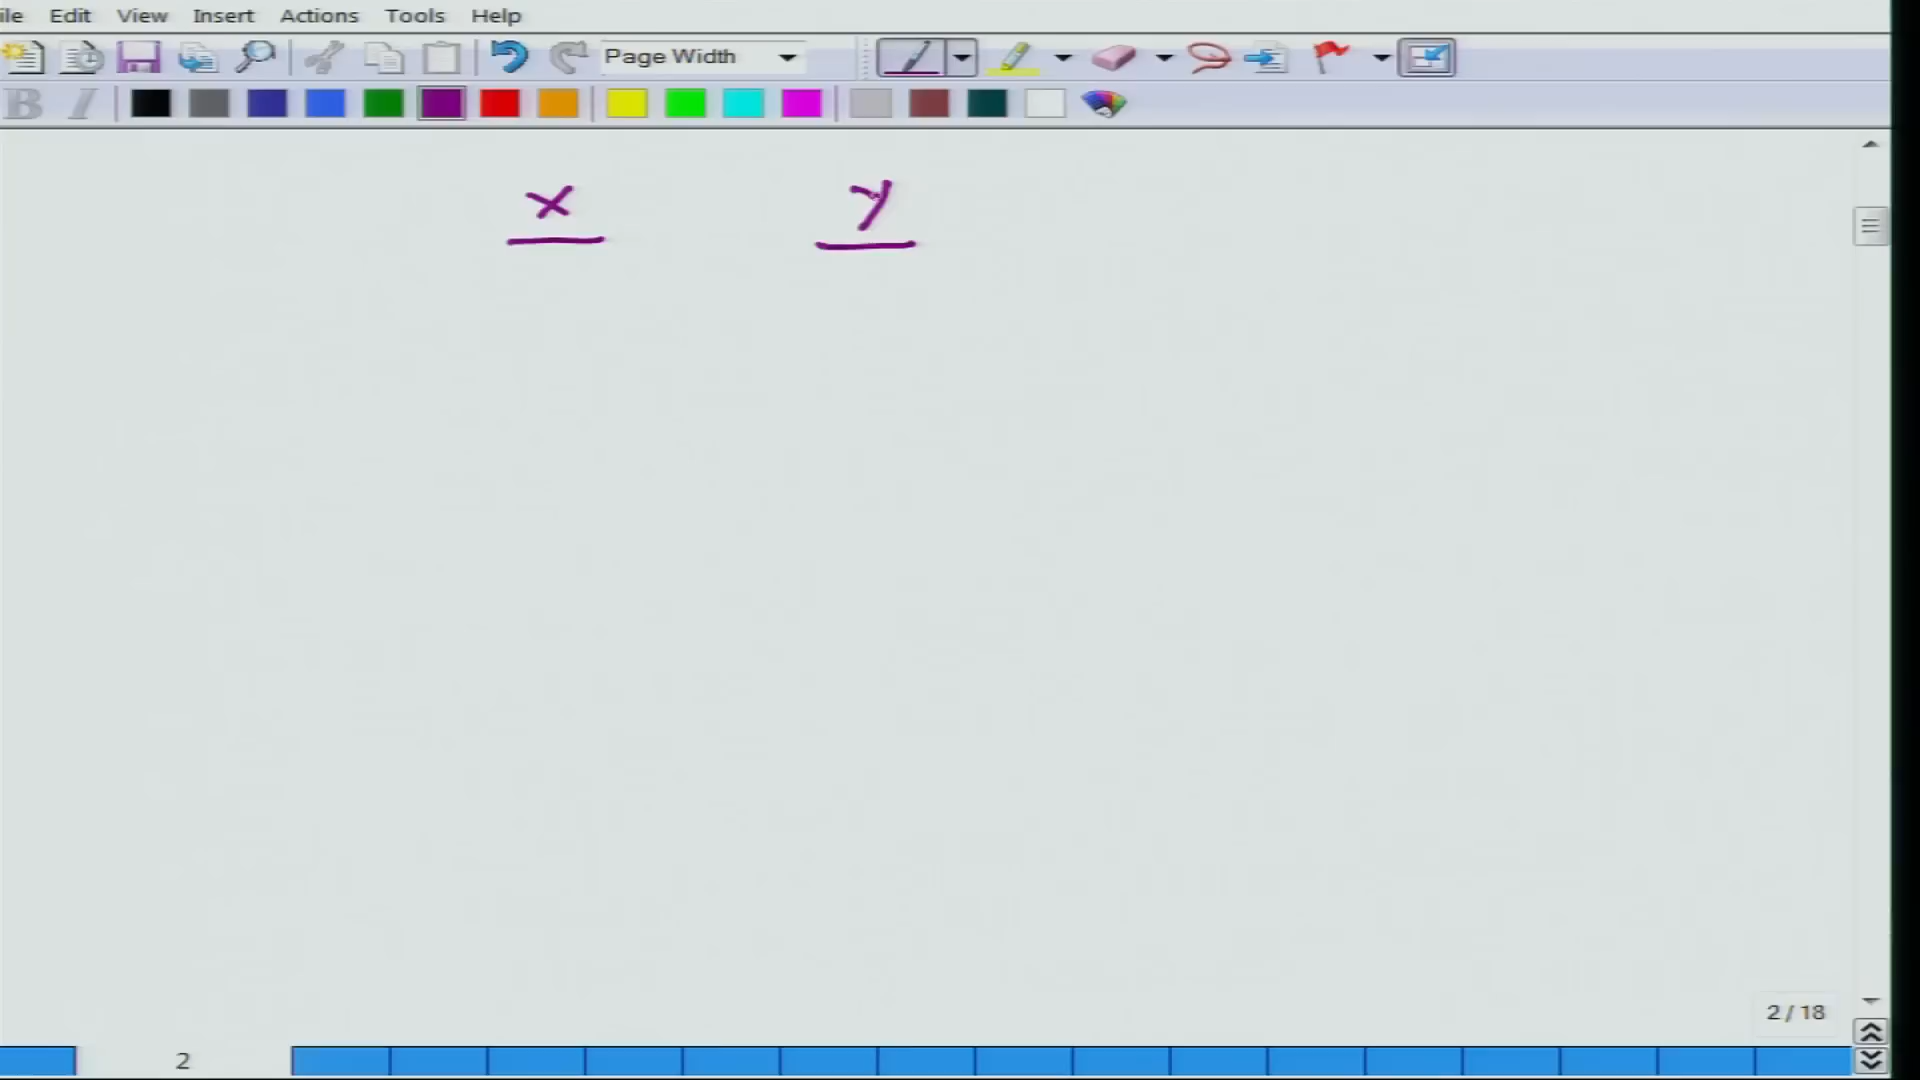 ile Edit View Insert Actions Tools Help
Page Width
B I
x y
2 / 18
2